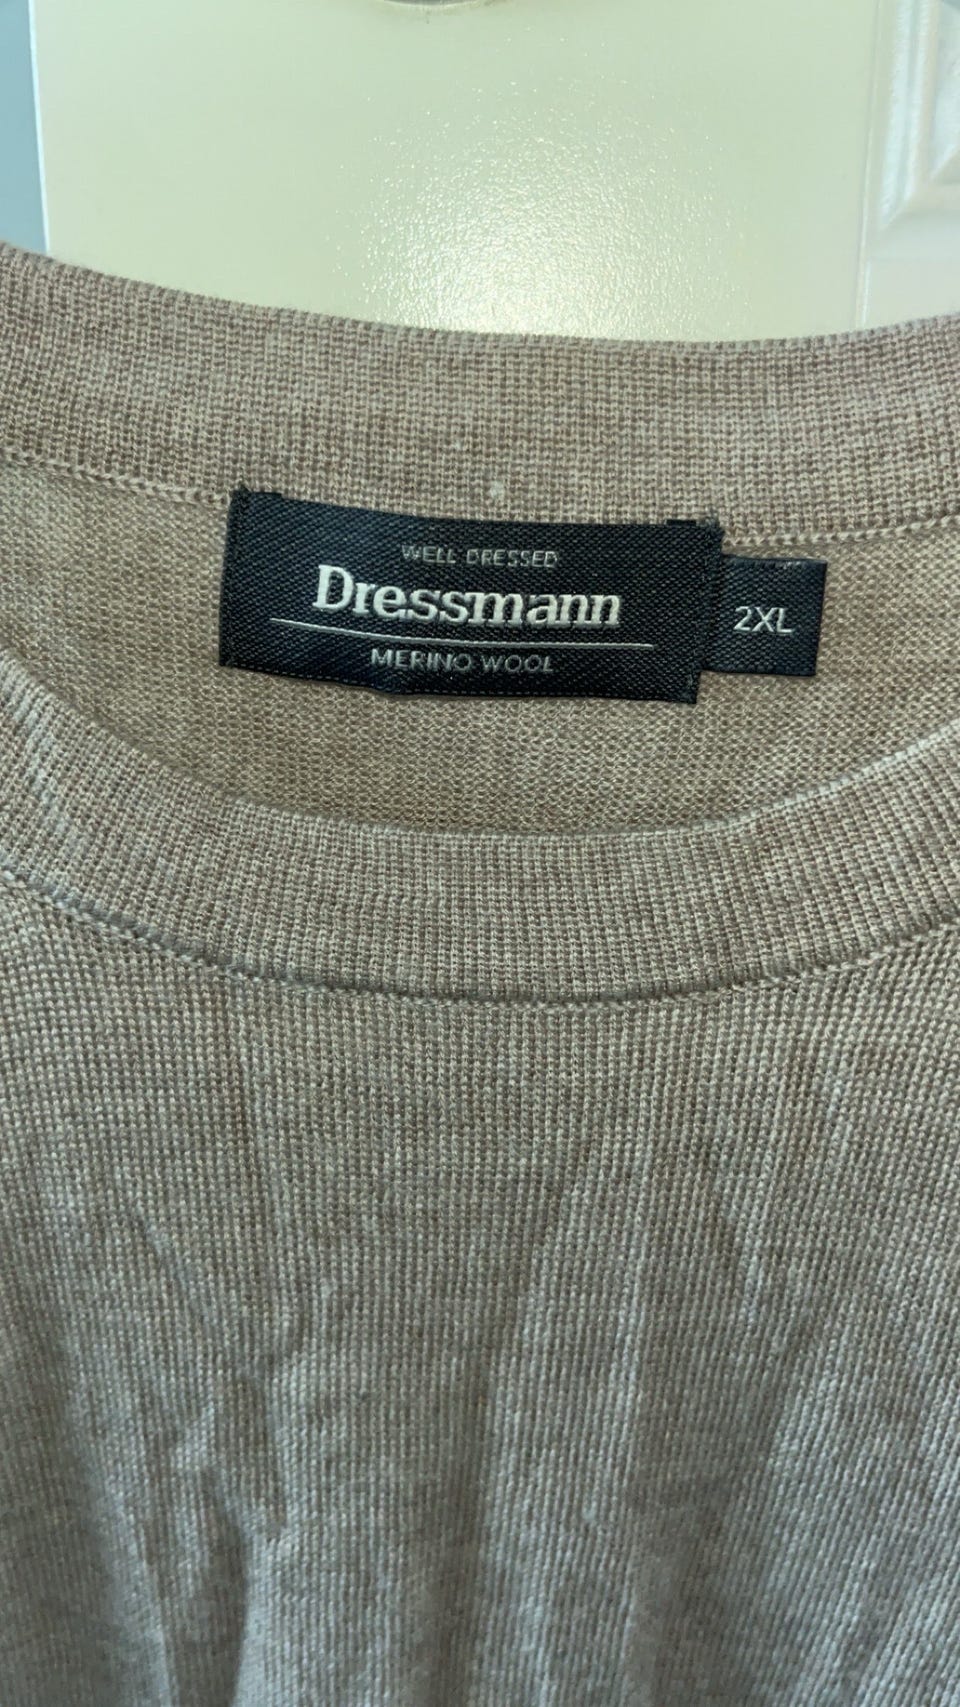 WELL DRESSED
Dressmann
MERINO WOOL
2XL